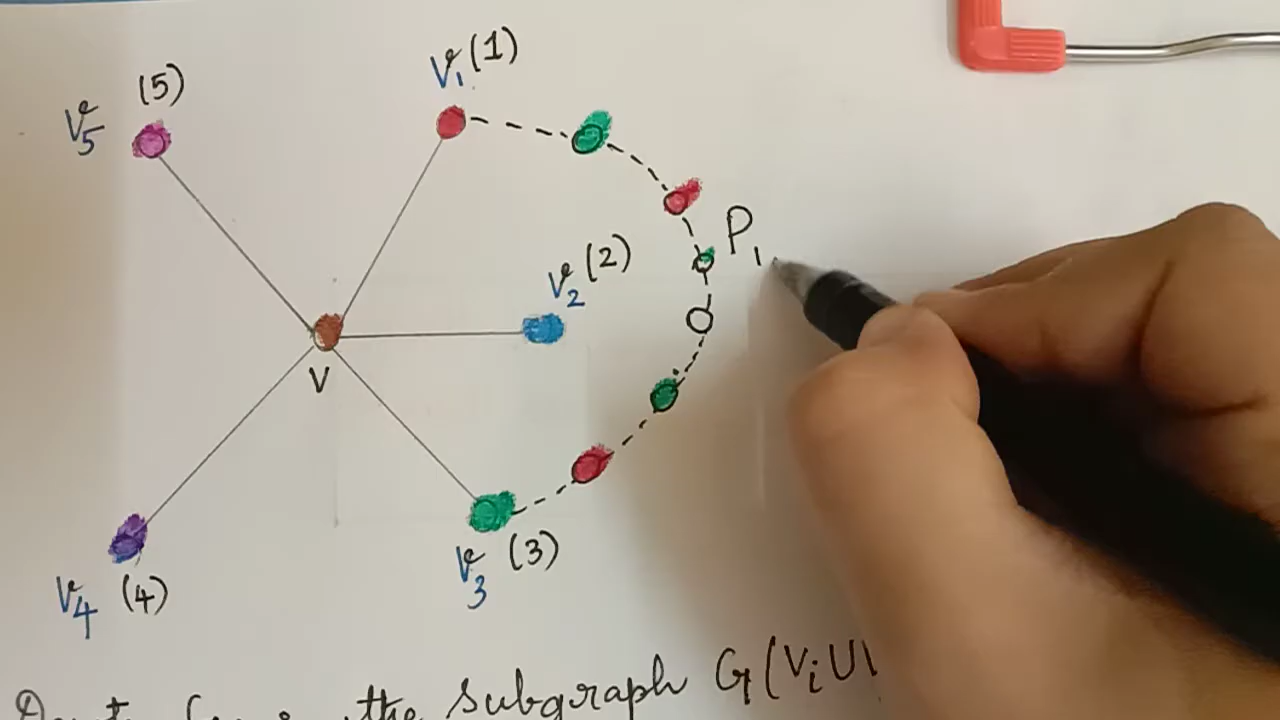 V₁ (1)
V₅ (5)
P₁
V₂ (2)
V
V₃ (3)
V₄ (4)
the subgraph G(Vi U